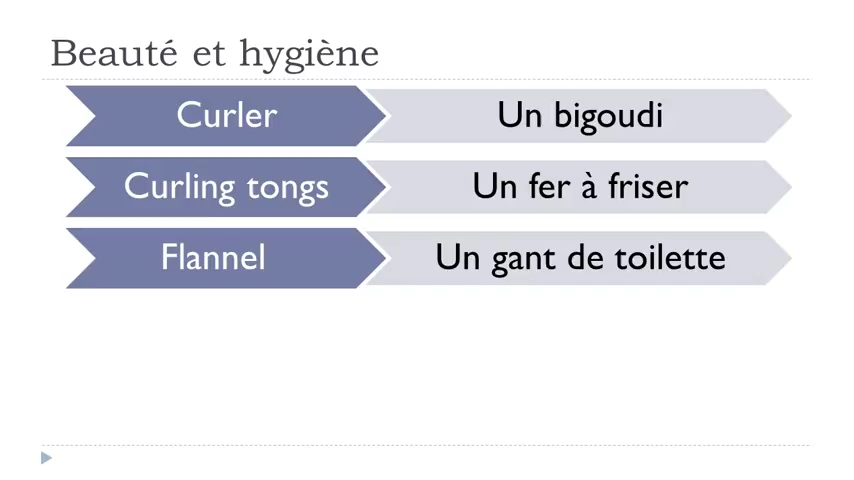 Beauté et hygiène
Curler
Un bigoudi
Curling tongs
Un fer à friser
Flannel
Un gant de toilette